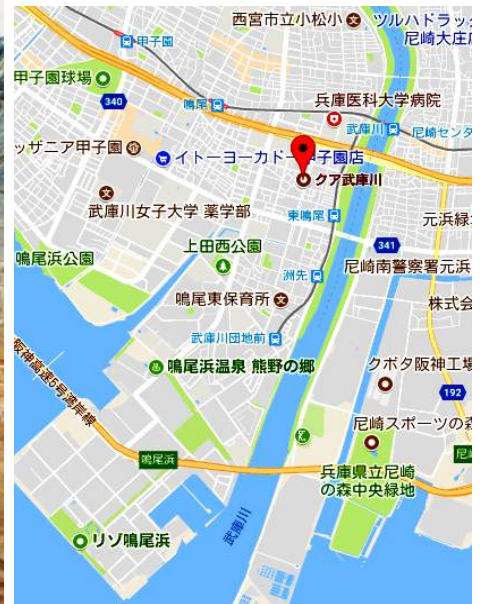 西宮市立小松小
ツルハドラッ
尼崎大庄店
甲子園
甲子園球場
340
鳴尾
兵庫医科大学病院
武庫川
尼崎セン
ッザニア甲子園
イトーヨーカドー甲子園店
クア武庫川
武庫川女子大学 薬学部
東鳴尾
元浜緑
上田西公園
341
鳴尾浜公園
洲先
尼崎南警察署元浜
鳴尾東保育所
株式会
武庫川団地前
阪神高速5号湾岸線
鳴尾浜温泉 熊野の郷
クボタ阪神工場
192
尼崎スポーツの森
鳴尾浜
尼崎
兵庫県立尼崎
の森中央緑地
武庫川
リゾ鳴尾浜